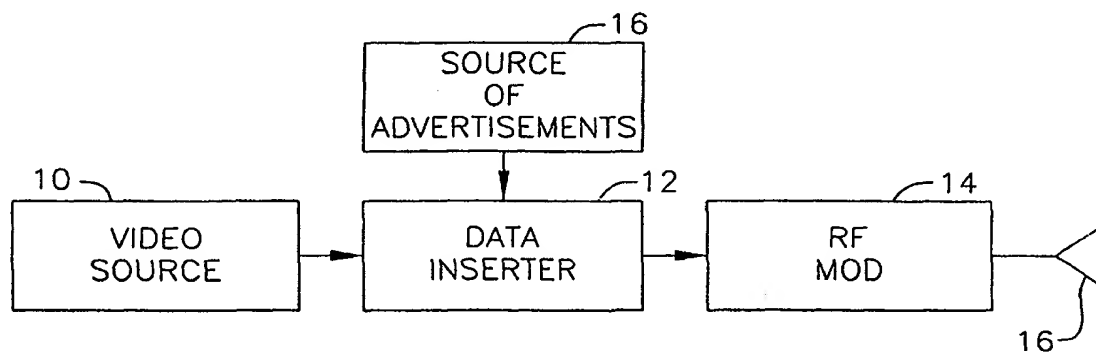 16
SOURCE
OF
ADVERTISEMENTS
10
12
14
VIDEO
SOURCE
DATA
INSERTER
RF
MOD
16